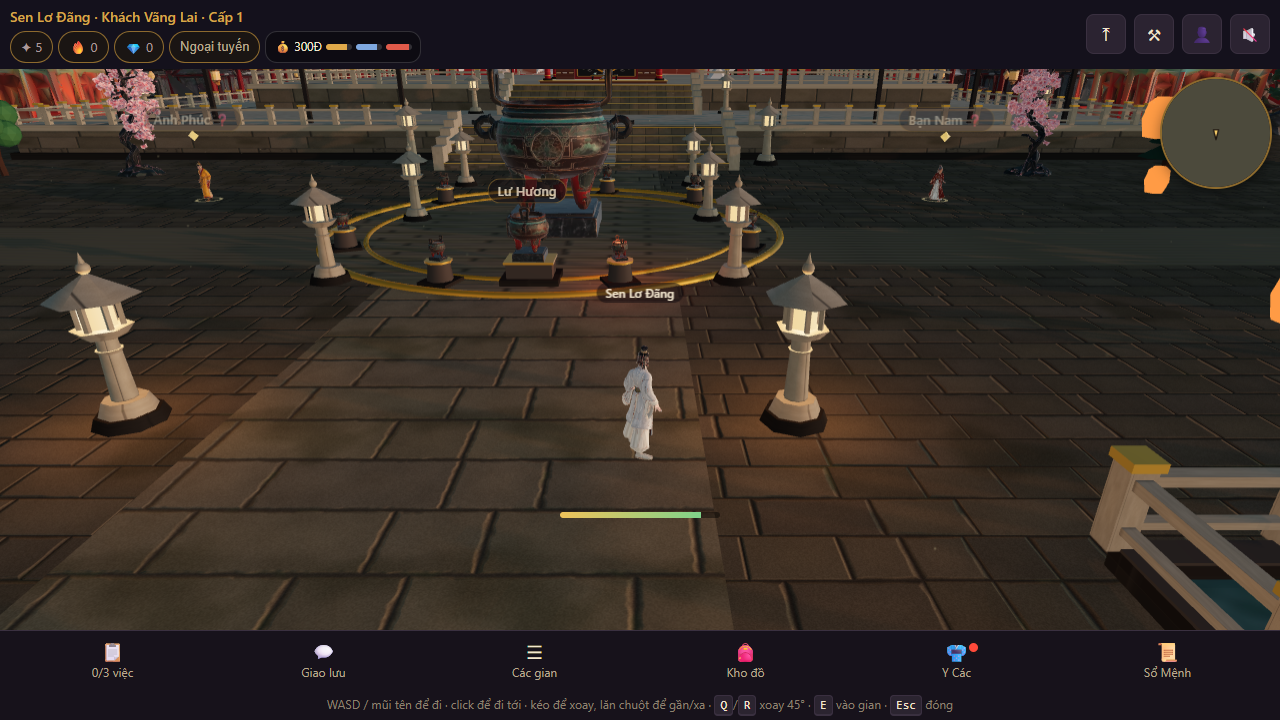 Sen Lơ Đãng · Khách Vãng Lai · Cấp 1
5
0
0
Ngoại tuyến
300Đ
Anh Phúc ❓
Bạn Nam ❓
Lư Hương
Sen Lơ Đãng
0/3 việc
Giao lưu
Các gian
Kho đồ
Y Các
Sổ Mệnh
WASD / mũi tên để đi · click để đi tới · kéo để xoay, lăn chuột để gần/xa · Q/R xoay 45° · E vào gian · Esc đóng